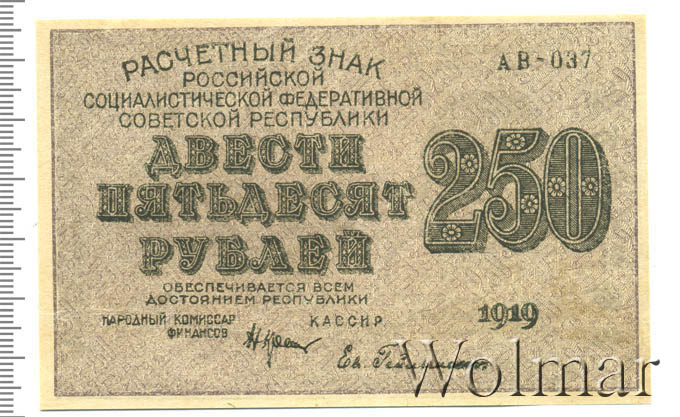 РАСЧЕТНЫЙ ЗНАК
РОССИЙСКОЙ
СОЦИАЛИСТИЧЕСКОЙ ФЕДЕРАТИВНОЙ
СОВЕТСКОЙ РЕСПУБЛИКИ
АВ-037
ДВЕСТИ
ПЯТЬДЕСЯТ
РУБЛЕЙ
250
ОБЕСПЕЧИВАЕТСЯ ВСЕМ
ДОСТОЯНИЕМ РЕСПУБЛИКИ
1919
НАРОДНЫЙ КОМИССАР
ФИНАНСОВ
КАССИР
Wolmar